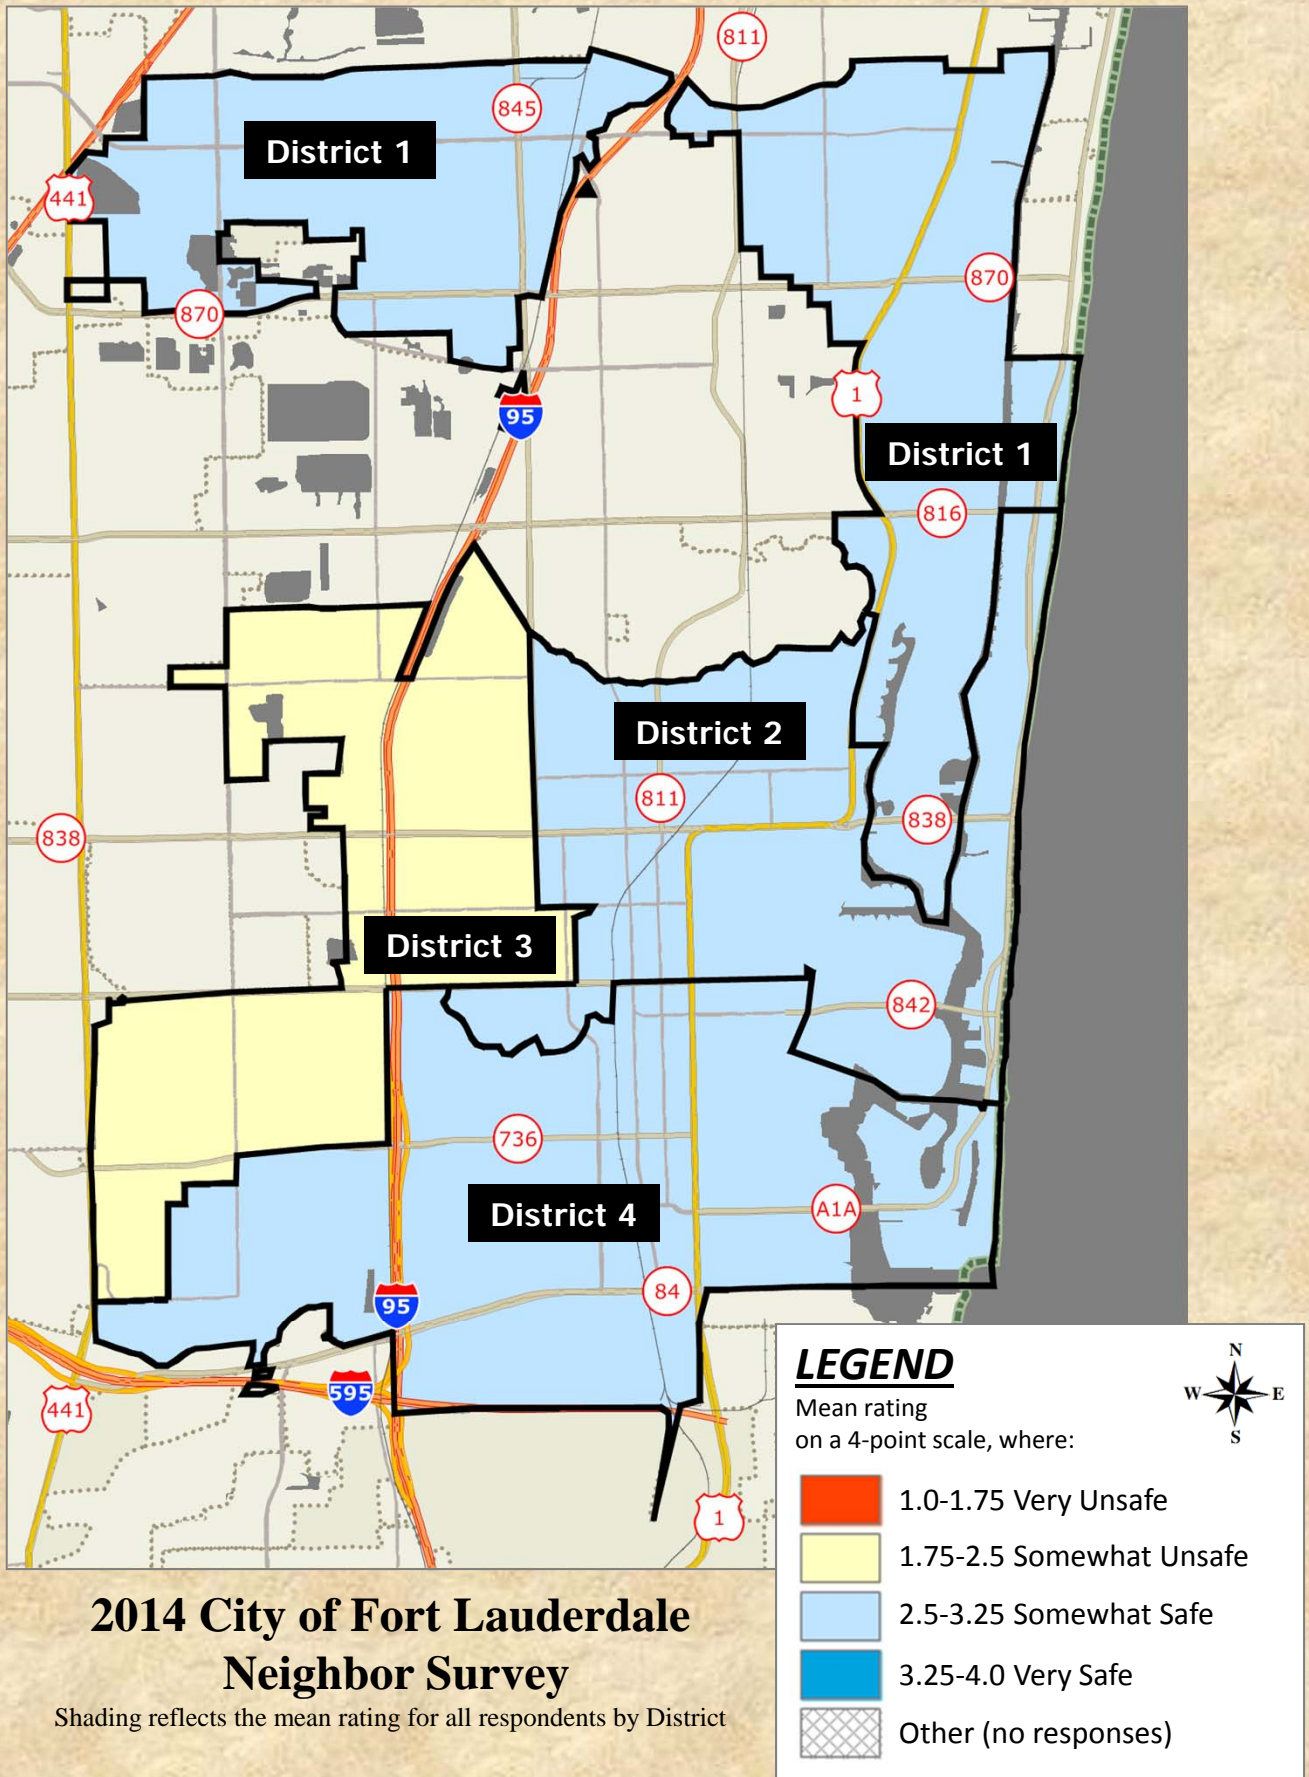 811
845
District 1
441
870
870
1
95
District 1
816
District 2
811
838
838
District 3
842
736
District 4
A1A
84
95
595
441
1
LEGEND
Mean rating
on a 4-point scale, where:
N
W E
S
1.0-1.75 Very Unsafe
1.75-2.5 Somewhat Unsafe
2.5-3.25 Somewhat Safe
3.25-4.0 Very Safe
Other (no responses)
2014 City of Fort Lauderdale
Neighbor Survey
Shading reflects the mean rating for all respondents by District